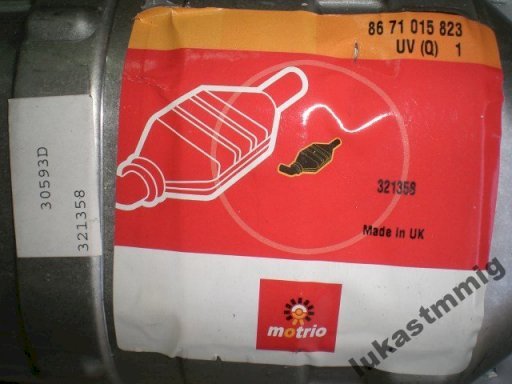 86 71 015 823
UV (Q) 1
30593D
321358
321358
Made in UK
motrio
lukastmmig